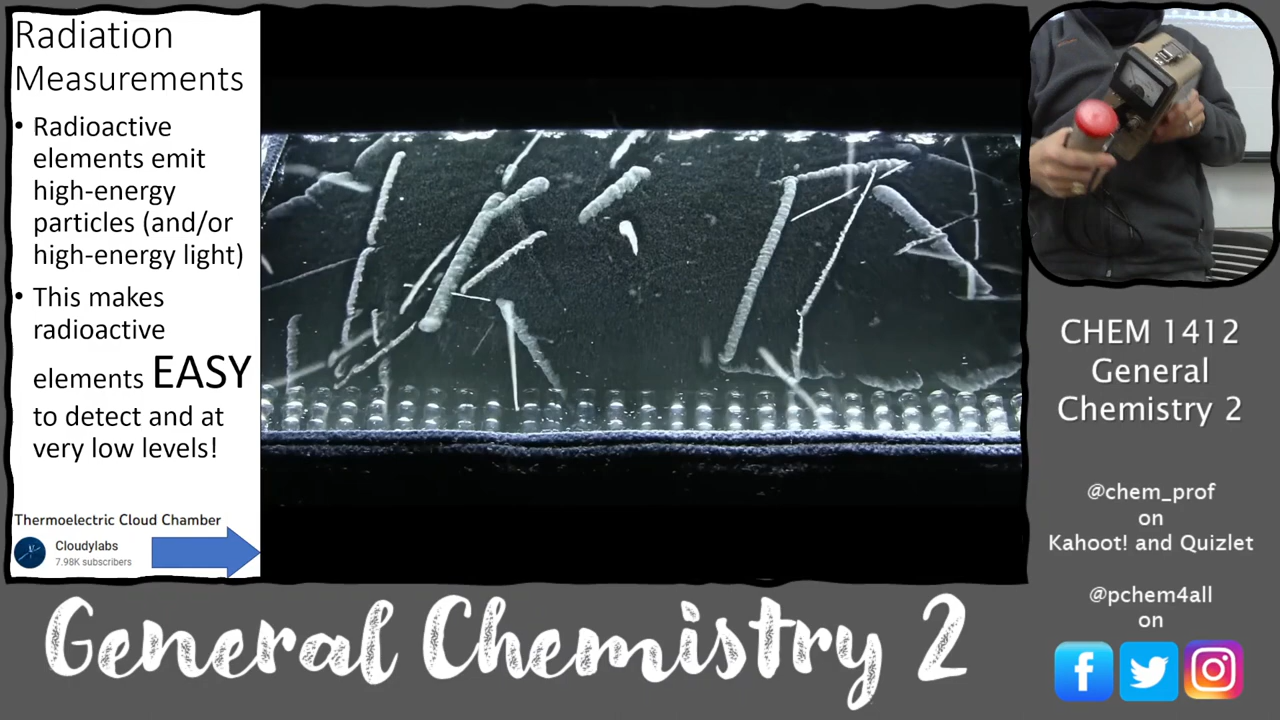 Radiation
Measurements
• Radioactive
elements emit
high-energy
particles (and/or
high-energy light)
• This makes
radioactive
elements EASY
to detect and at
very low levels!
Thermoelectric Cloud Chamber
Cloudylabs
7.98K subscribers
CHEM 1412
General
Chemistry 2
@chem_prof
on
Kahoot! and Quizlet
@pchem4all
on
General Chemistry 2